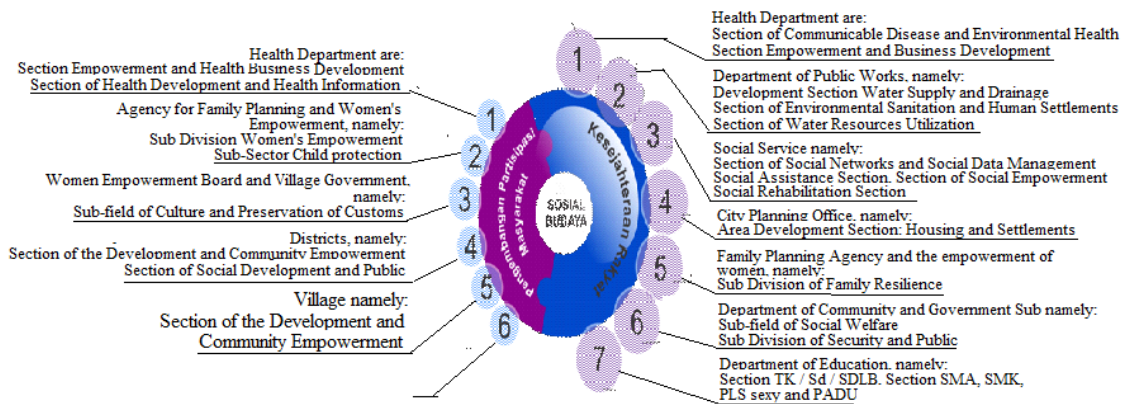 Health Department are:
Section Empowerment and Health Business Development
Section of Health Development and Health Information
Agency for Family Planning and Women's
Empowerment, namely:
Sub Division Women's Empowerment
Sub-Sector Child protection
Women Empowerment Board and Village Government,
namely:
Sub-field of Culture and Preservation of Customs
Districts, namely:
Section of the Development and Community Empowerment
Section of Social Development and Public
Village namely:
Section of the Development and
Community Empowerment
1
2
3
4
5
6
Pengembangan Partisipasi
Masyarakat
SOSIAL
BUDAYA
Kesejahteraan Rakyat
1
2
3
4
5
6
7
Health Department are:
Section of Communicable Disease and Environmental Health
Section Empowerment and Business Development
Department of Public Works, namely:
Development Section Water Supply and Drainage
Section of Environmental Sanitation and Human Settlements
Section of Water Resources Utilization
Social Service namely:
Section of Social Networks and Social Data Management
Social Assistance Section. Section of Social Empowerment
Social Rehabilitation Section
City Planning Office, namely:
Area Development Section: Housing and Settlements
Family Planning Agency and the empowerment of
women, namely:
Sub Division of Family Resilience
Department of Community and Government Sub namely:
Sub-field of Social Welfare
Sub Division of Security and Public
Department of Education, namely:
Section TK / Sd / SDLB. Section SMA, SMK,
PLS sexy and PADU